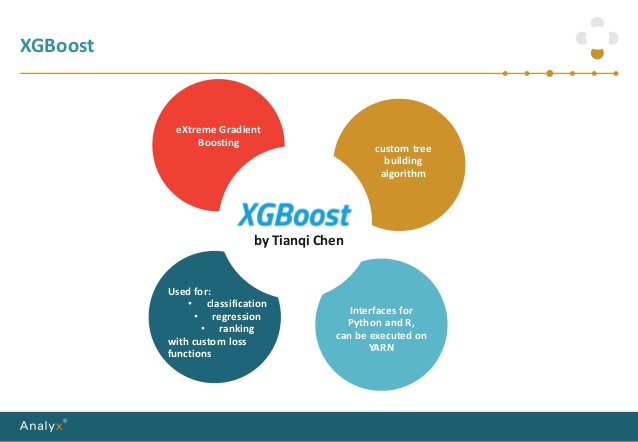 XGBoost
eXtreme Gradient
Boosting
custom tree
building
algorithm
XGBoost
by Tianqi Chen
Used for:
• classification
• regression
• ranking
with custom loss
functions
Interfaces for
Python and R,
can be executed on
YARN
Analyx®